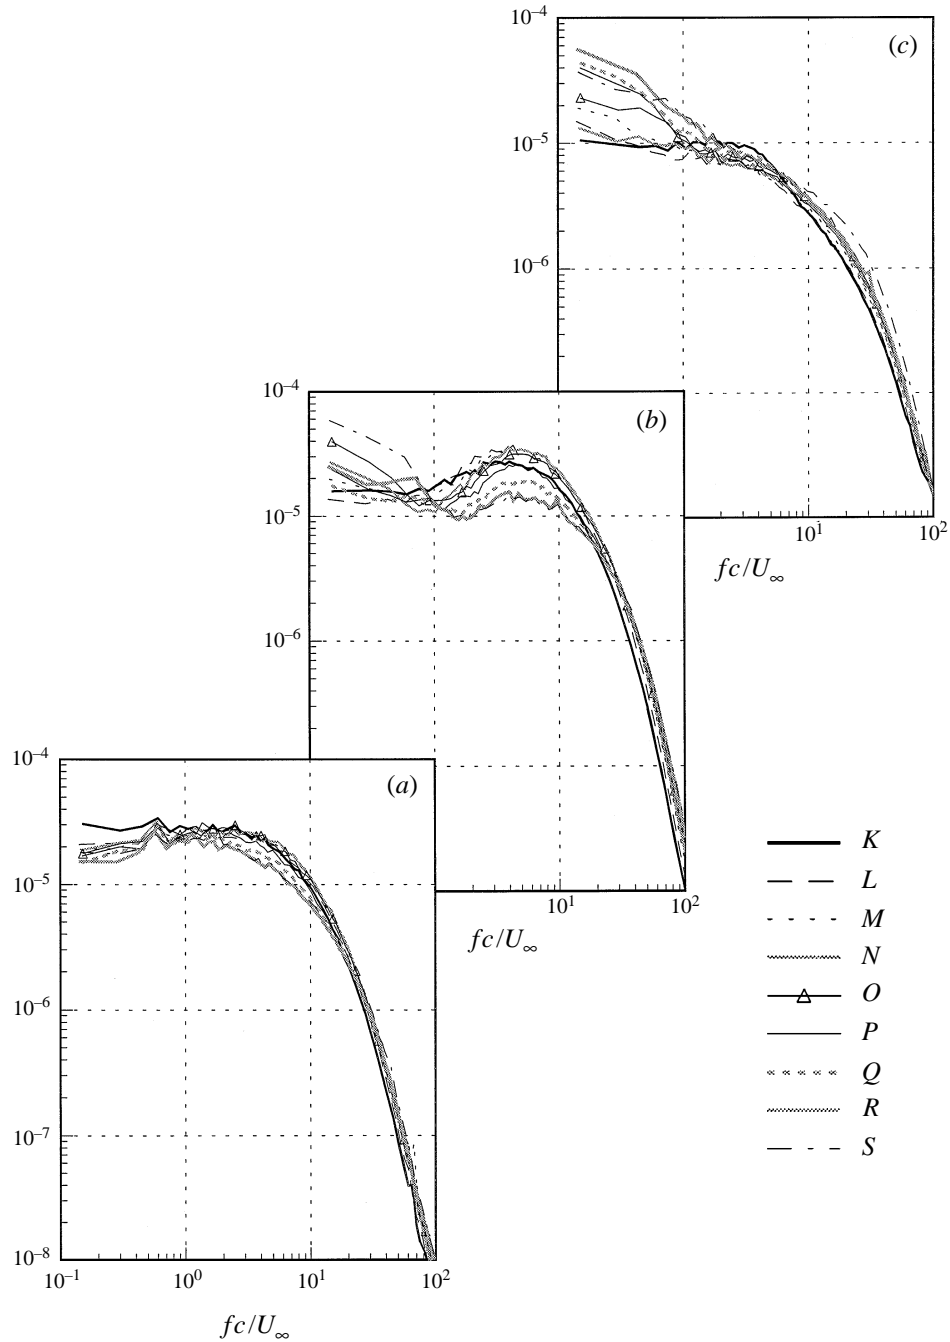 10⁻⁴
(c)
10⁻⁵
10⁻⁶
10¹
10²
fc/U∞
10⁻⁴
(b)
10⁻⁵
10⁻⁶
10¹
10²
fc/U∞
10⁻⁴
(a)
10⁻⁵
10⁻⁶
10⁻⁷
10⁻⁸
10⁻¹
10⁰
10¹
10²
fc/U∞
K
L
M
N
O
P
Q
R
S